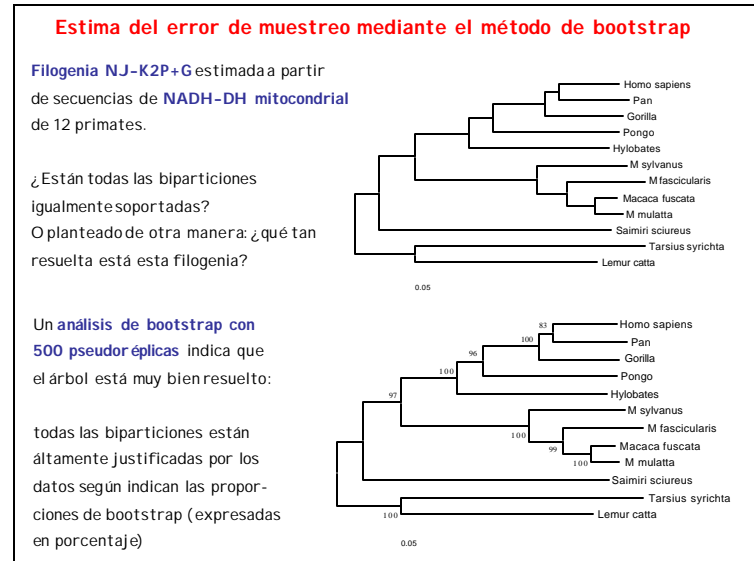 Estima del error de muestreo mediante el método de bootstrap
Filogenia NJ-K2P+G estimada a partir
de secuencias de NADH-DH mitocondrial
de 12 primates.
¿Están todas las biparticiones
igualmente soportadas?
O planteado de otra manera: ¿qué tan
resuelta está esta filogenia?
Homo sapiens
Pan
Gorilla
Pongo
Hylobates
M sylvanus
M fascicularis
Macaca fuscata
M mulatta
Saimiri sciureus
Tarsius syrichta
Lemur catta
0.05
Un análisis de bootstrap con
500 pseudoréplicas indica que
el árbol está muy bien resuelto:
todas las biparticiones están
áltamente justificadas por los
datos según indican las propor-
ciones de bootstrap (expresadas
en porcentaje)
83
Homo sapiens
100
Pan
96
Gorilla
100
Pongo
97
Hylobates
M sylvanus
100
M fascicularis
99
Macaca fuscata
100
M mulatta
Saimiri sciureus
Tarsius syrichta
100
Lemur catta
0.05